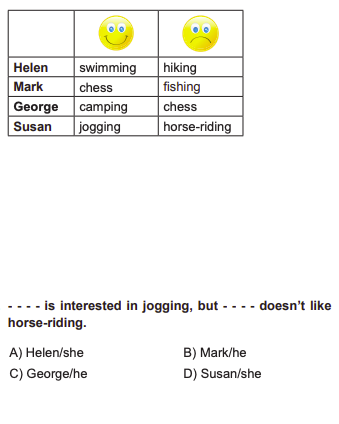 Helen swimming hiking
Mark chess fishing
George camping chess
Susan jogging horse-riding
- - - - is interested in jogging, but - - - - doesn't like
horse-riding.
A) Helen/she B) Mark/he
C) George/he D) Susan/she